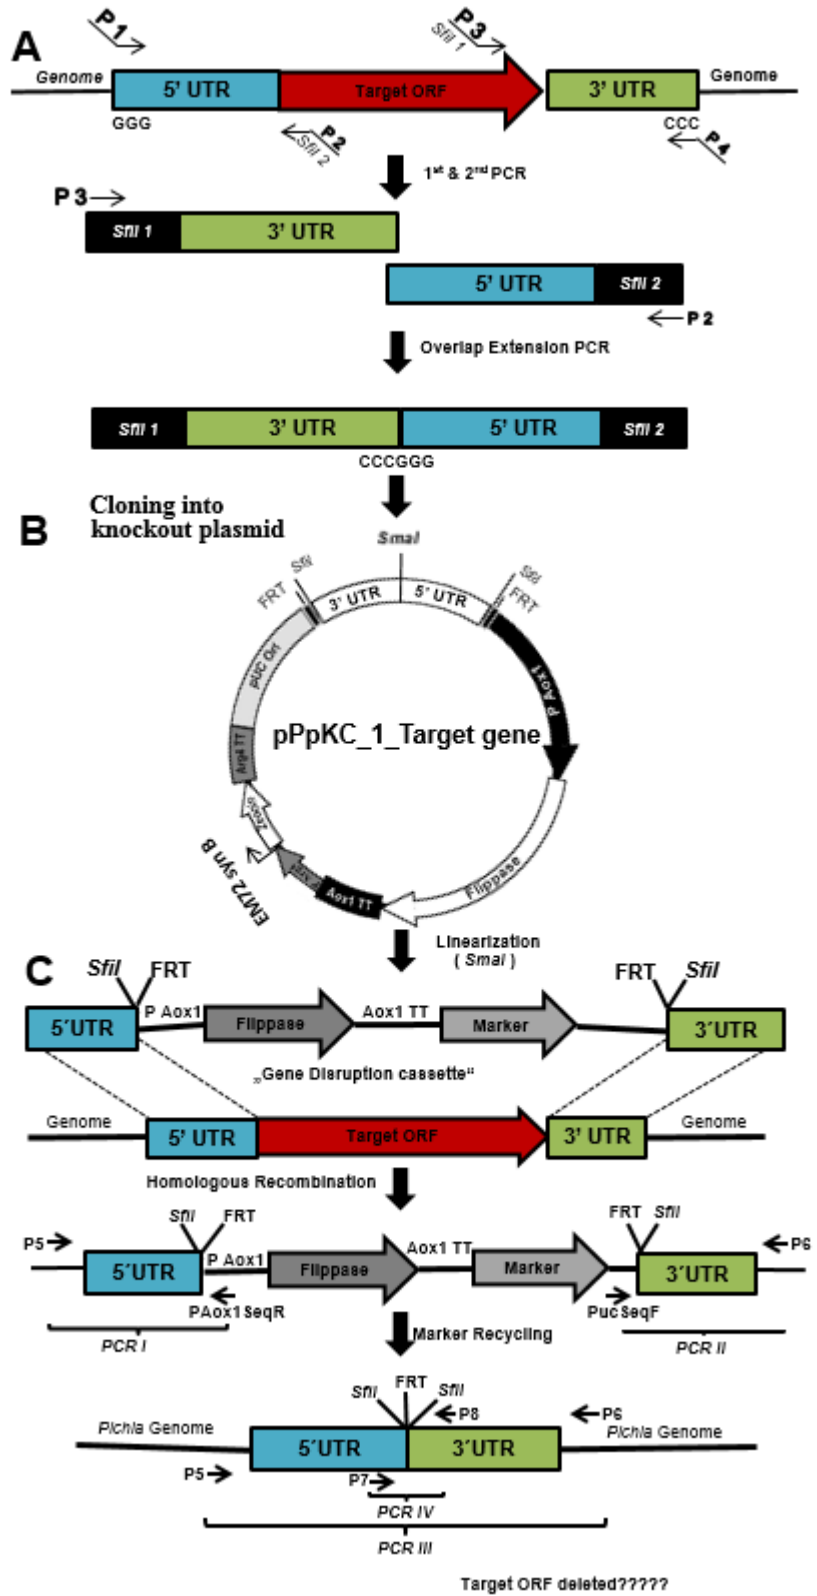 A
P1
P3
SfiI 1
Genome
5' UTR
Target ORF
3' UTR
Genome
GGG
CCC
P2
SfiI 2
P4
1st & 2nd PCR
P 3
SfiI 1
3' UTR
5' UTR
SfiI 2
P 2
Overlap Extension PCR
SfiI 1
3' UTR
5' UTR
SfiI 2
CCCGGG
B
Cloning into
knockout plasmid
SmaI
FRT
SfiI
3' UTR
5' UTR
SfiI
FRT
pUC Ori
P Aox1
pPpKC_1_Target gene
Arg4 TT
Zeocin
EM72 syn B
Aox1 TT
Flippase
Linearization
( SmaI )
C
SfiI
FRT
FRT
SfiI
5´UTR
P Aox1
Flippase
Aox1 TT
Marker
3´UTR
„Gene Disruption cassette“
Genome
5' UTR
Target ORF
3' UTR
Genome
Homologous Recombination
SfiI
FRT
FRT
SfiI
P5
P6
5´UTR
P Aox1
Flippase
Aox1 TT
Marker
3´UTR
PAox1SeqR
PucSeqF
PCR I
Marker Recycling
PCR II
SfiI
FRT
SfiI
P8
P6
Pichia Genome
5´UTR
3´UTR
Pichia Genome
P5
P7
PCR IV
PCR III
Target ORF deleted?????